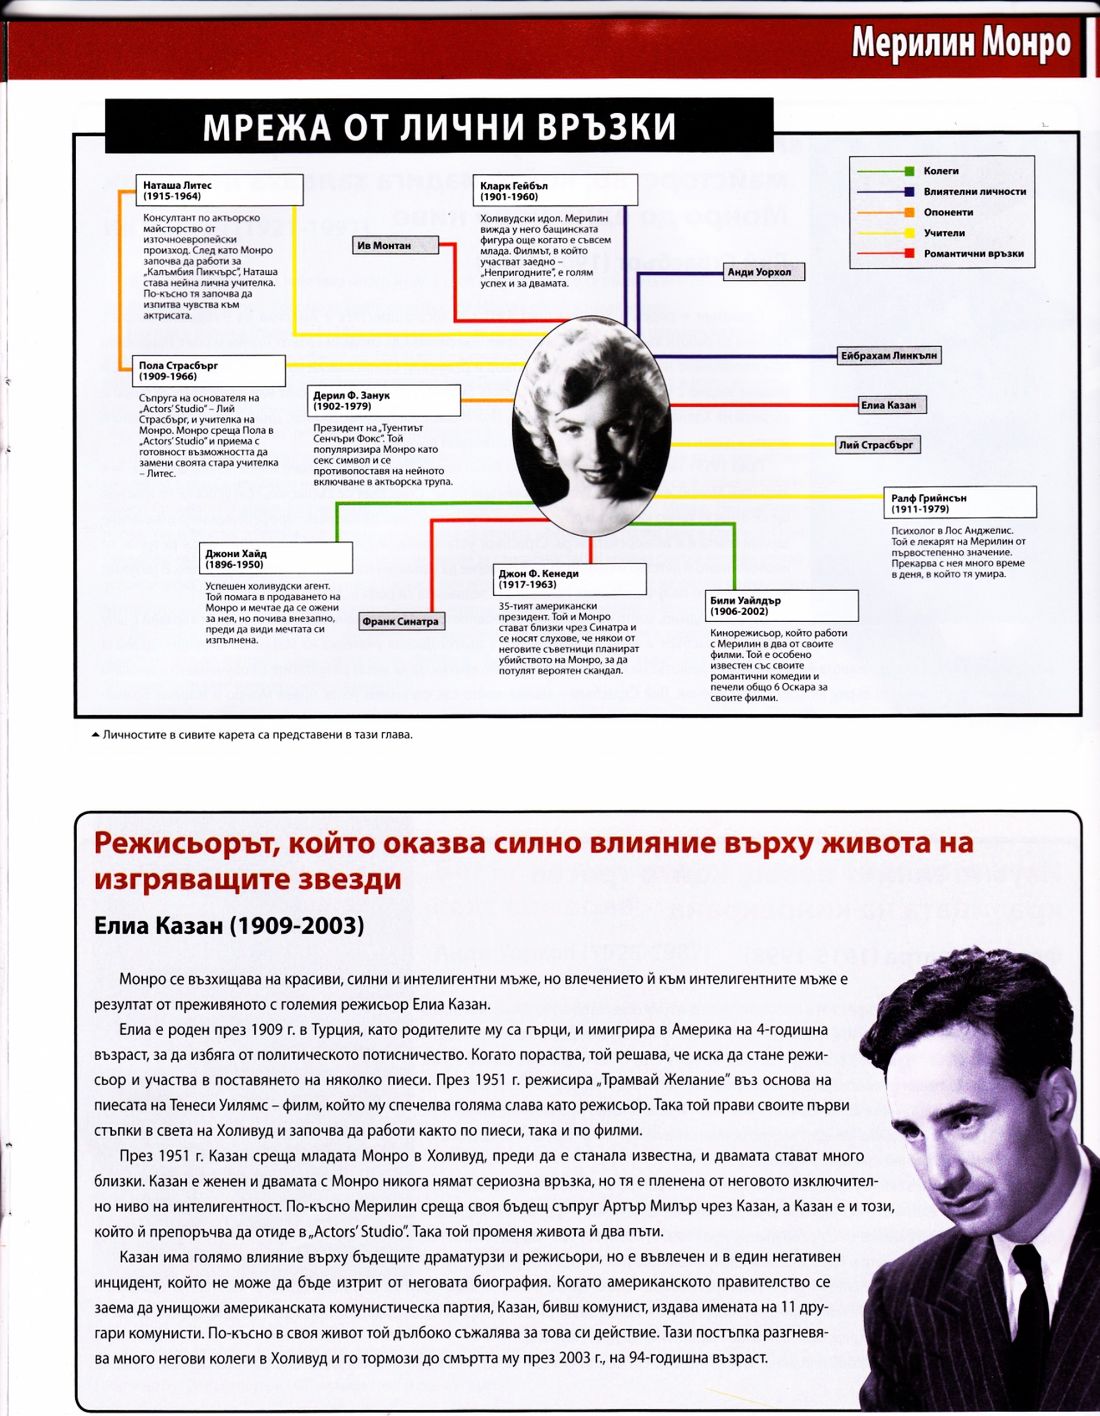 Мерилин Монро
МРЕЖА ОТ ЛИЧНИ ВРЪЗКИ
Наташа Литес
(1915-1964)
Консултант по актьорско
майсторство от
източноевропейски
произход. След като Монро
започва да работи за
„Калъмбия Пикчърс“, Наташа
става нейна лична учителка.
По-късно тя започва да
изпитва чувства към
актрисата.
Кларк Гейбъл
(1901-1960)
Холивудски идол. Мерилин
вижда у него бащинската
фигура още когато е съвсем
млада. Филмът, в който
участват заедно –
„Непригодните“, е голям
успех и за двамата.
Ив Монтан
Анди Уорхол
Колеги
Влиятелни личности
Опоненти
Учители
Романтични връзки
Ейбрахам Линкълн
Елиа Казан
Лий Страсбърг
Пола Страсбърг
(1909-1966)
Съпруга на основателя на
„Actors’ Studio“ – Лий
Страсбърг, и учителка на
Монро. Монро среща Пола в
„Actors’ Studio“ и приема с
готовност възможността да
замени своята стара учителка
– Литес.
Дерил Ф. Занук
(1902-1979)
Президент на „Туентиът
Сенчъри Фокс“. Той
популяризира Монро като
секс символ и се
противопоставя на нейното
включване в актьорска трупа.
Ралф Грийнсън
(1911-1979)
Психолог в Лос Анджелис.
Той е лекарят на Мерилин от
първостепенно значение.
Прекарва с нея много време
в деня, в който тя умира.
Джони Хайд
(1896-1950)
Успешен холивудски агент.
Той помага в продаването на
Монро и мечтае да се ожени
за нея, но почива внезапно,
преди да види мечтата си
изпълнена.
Франк Синатра
Джон Ф. Кенеди
(1917-1963)
35-тият американски
президент. Той и Монро
стават близки чрез Синатра и
се носят слухове, че някои от
неговите съветници планират
убийството на Монро, за да
потулят вероятен скандал.
Били Уайлдър
(1906-2002)
Кинорежисьор, който работи
с Мерилин в два от своите
филми. Той е особено
известен със своите
романтични комедии и
печели общо 6 Оскара за
своите филми.
Личностите в сивите карета са представени в тази глава.
Режисьорът, който оказва силно влияние върху живота на
изгряващите звезди
Елиа Казан (1909-2003)
Монро се възхищава на красиви, силни и интелигентни мъже, но влечението ѝ към интелигентните мъже е
резултат от преживяното с големия режисьор Елиа Казан.
Елиа е роден през 1909 г. в Турция, като родителите му са гърци, и имигрира в Америка на 4-годишна
възраст, за да избяга от политическото потисничество. Когато пораства, той решава, че иска да стане режи-
сьор и участва в поставянето на няколко пиеси. През 1951 г. режисира „Трамвай Желание“ въз основа на
пиесата на Тенеси Уилямс – филм, който му спечелва голяма слава като режисьор. Така той прави своите първи
стъпки в света на Холивуд и започва да работи както по пиеси, така и по филми.
През 1951 г. Казан среща младата Монро в Холивуд, преди да е станала известна, и двамата стават много
близки. Казан е женен и двамата с Монро никога нямат сериозна връзка, но тя е пленена от неговото изключител-
но ниво на интелигентност. По-късно Мерилин среща своя бъдещ съпруг Артър Милър чрез Казан, а Казан е и този,
който ѝ препоръчва да отиде в „Actors’ Studio“. Така той променя живота ѝ два пъти.
Казан има голямо влияние върху бъдещите драматурзи и режисьори, но е въвлечен и в един негативен
инцидент, който не може да бъде изтрит от неговата биография. Когато американското правителство се
заема да унищожи американската комунистическа партия, Казан, бивш комунист, издава имената на 11 дру-
гари комунисти. По-късно в своя живот той дълбоко съжалява за това си действие. Тази постъпка разгневя-
ва много негови колеги в Холивуд и го тормози до смъртта му през 2003 г., на 94-годишна възраст.